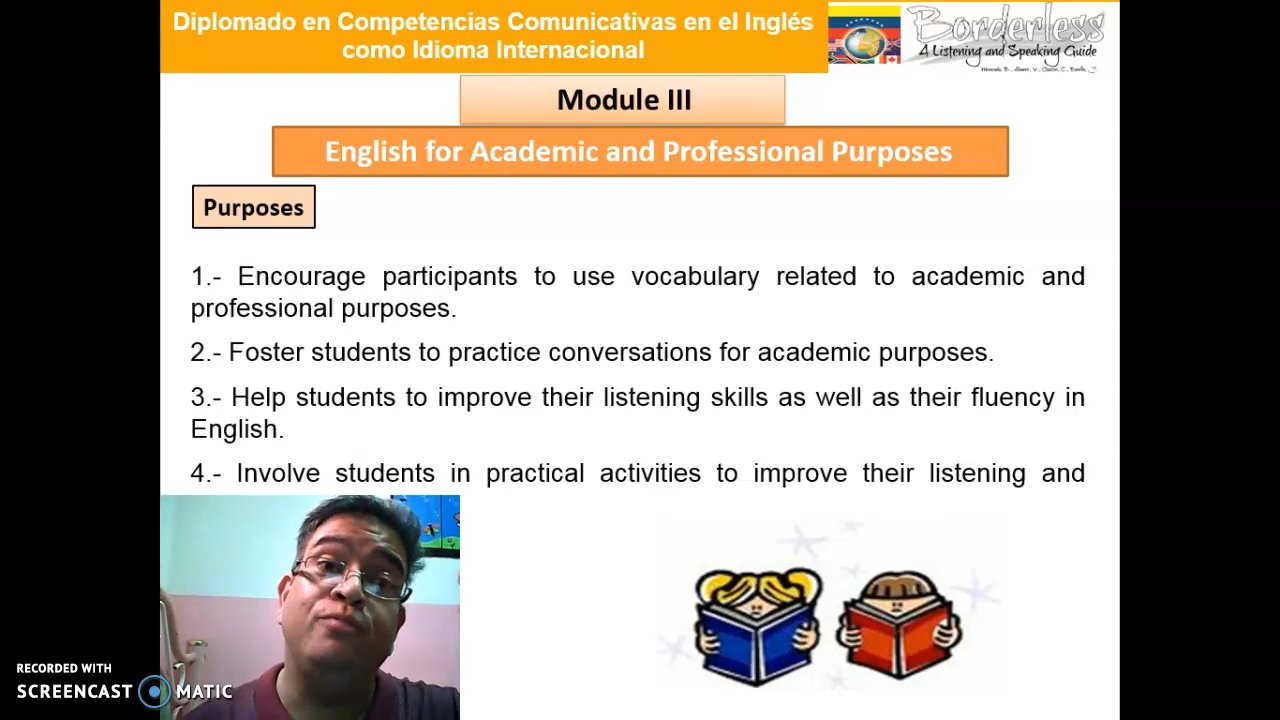 Diplomado en Competencias Comunicativas en el Inglés
como Idioma Internacional
Borderless
A Listening and Speaking Guide
Module III
English for Academic and Professional Purposes
Purposes
1.- Encourage participants to use vocabulary related to academic and
professional purposes.
2.- Foster students to practice conversations for academic purposes.
3.- Help students to improve their listening skills as well as their fluency in
English.
4.- Involve students in practical activities to improve their listening and
RECORDED WITH
SCREENCAST MATIC